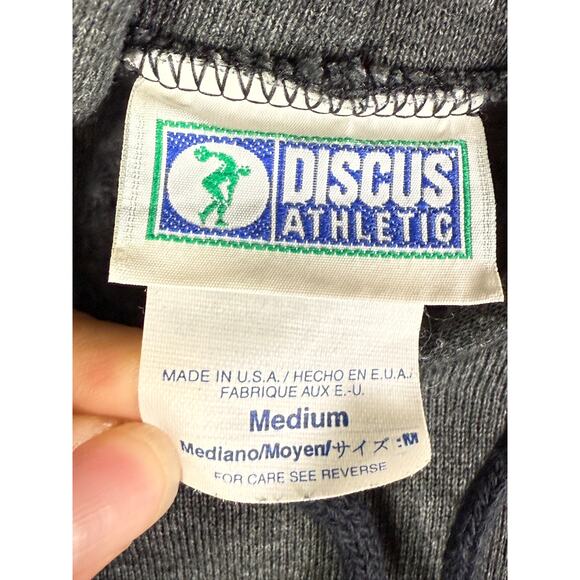 DISCUS
ATHLETIC
MADE IN U.S.A./HECHO EN E.U.A./
FABRIQUE AUX E.-U.
Medium
Mediano/Moyen/サイズ:M
FOR CARE SEE REVERSE